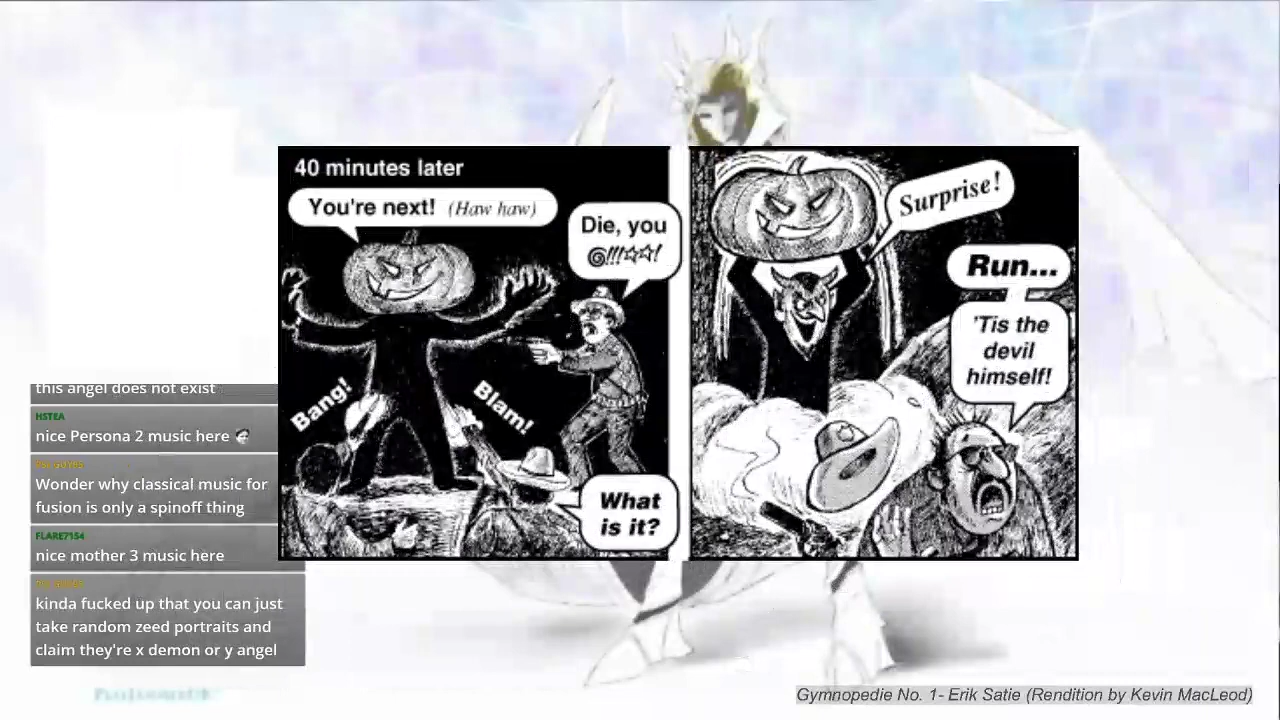 40 minutes later
You're next! (Haw haw)
Die, you
@!!!☆☆!
Bang!
Blam!
What
is it?
Surprise!
Run...
'Tis the
devil
himself!
this angel does not exist
HSTEA
nice Persona 2 music here
Wonder why classical music for
fusion is only a spinoff thing
FLARE7154
nice mother 3 music here
kinda fucked up that you can just
take random zeed portraits and
claim they're x demon or y angel
Gymnopedie No. 1- Erik Satie (Rendition by Kevin MacLeod)